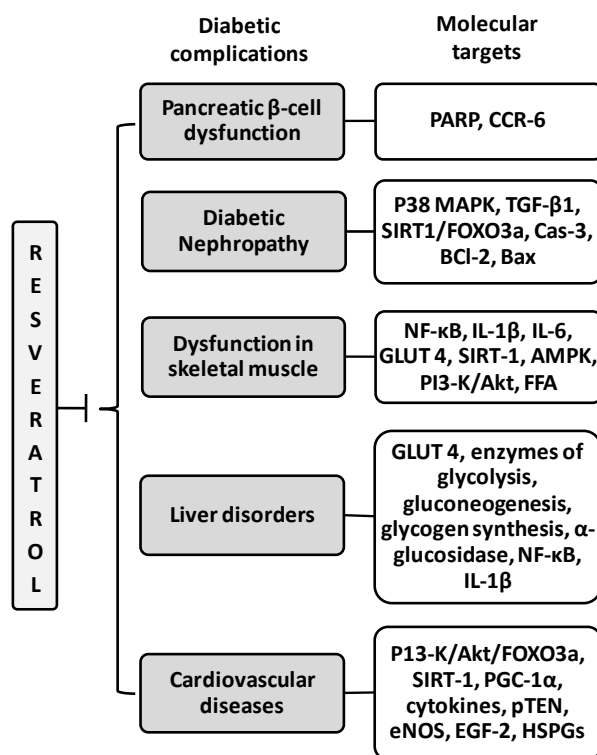 Diabetic
complications
Molecular
targets
Pancreatic β-cell
dysfunction
PARP, CCR-6
Diabetic
Nephropathy
P38 MAPK, TGF-β1,
SIRT1/FOXO3a, Cas-3,
BCl-2, Bax
Dysfunction in
skeletal muscle
NF-κB, IL-1β, IL-6,
GLUT 4, SIRT-1, AMPK,
PI3-K/Akt, FFA
RESVERATROL
Liver disorders
GLUT 4, enzymes of
glycolysis,
gluconeogenesis,
glycogen synthesis, α-
glucosidase, NF-κB,
IL-1β
Cardiovascular
diseases
P13-K/Akt/FOXO3a,
SIRT-1, PGC-1α,
cytokines, pTEN,
eNOS, EGF-2, HSPGs